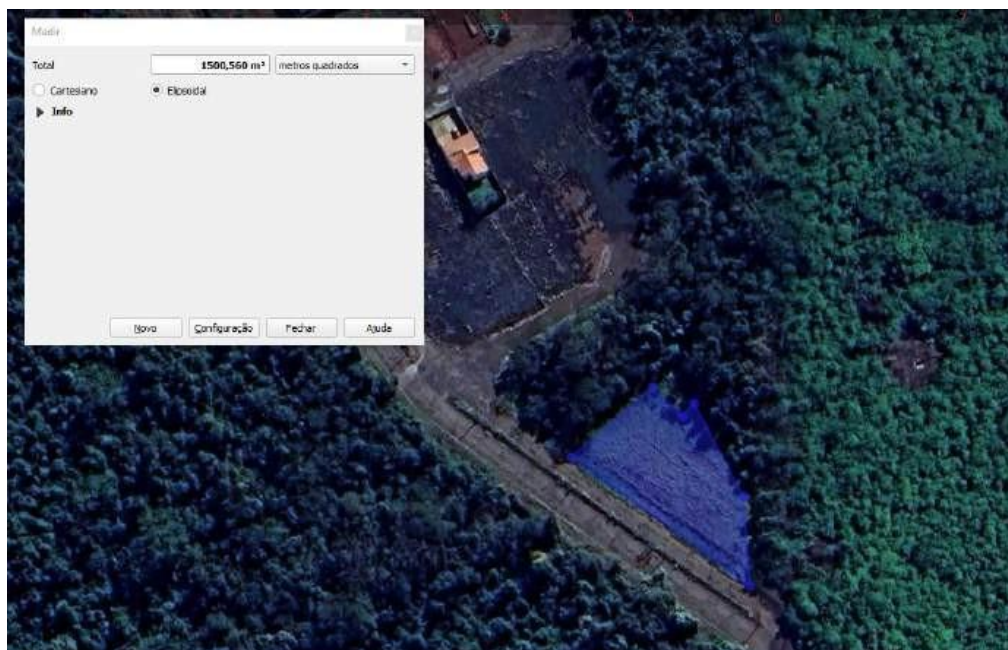 Medir
Total 1500,560 m² metros quadrados
Cartesiano Elipsoidal
Info
Novo Configuração Fechar Ajuda